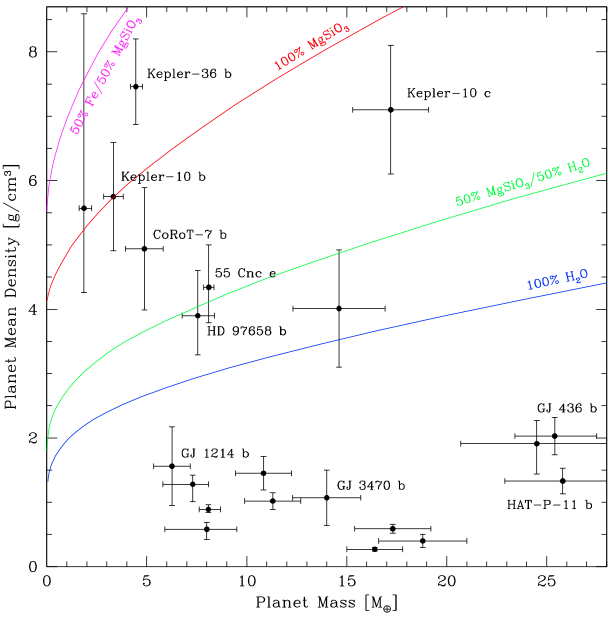 50% Fe/50% MgSiO₃
100% MgSiO₃
Kepler-36 b
Kepler-10 c
Kepler-10 b
50% MgSiO₃/50% H₂O
CoRoT-7 b
55 Cnc e
100% H₂O
HD 97658 b
GJ 436 b
GJ 1214 b
GJ 3470 b
HAT-P-11 b
Planet Mean Density [g/cm³]
8
6
4
2
0
0 5 10 15 20 25
Planet Mass [M⊕]